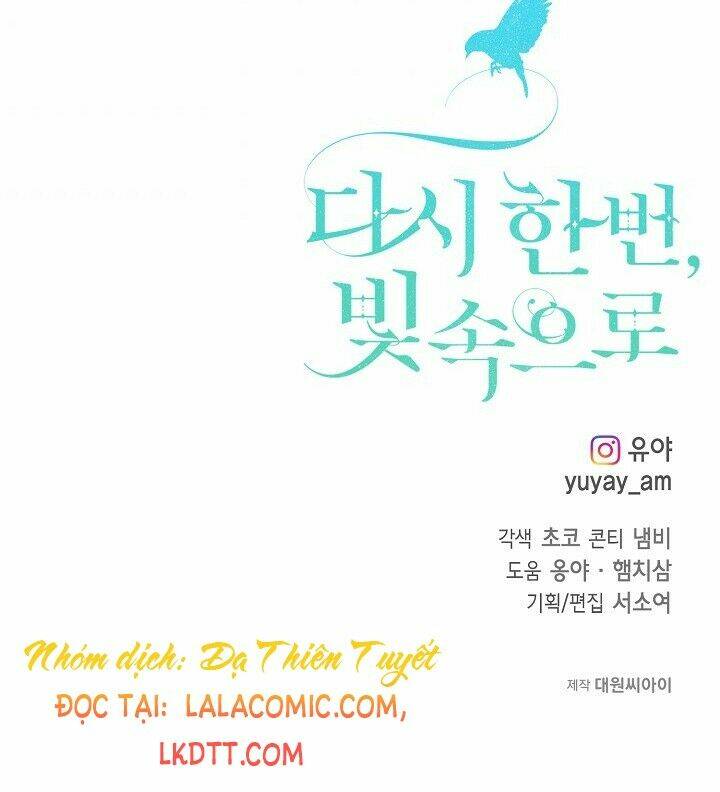 다시 한번,
빛 속으로
유야
yuyay_am
각색 초코 콘티 냄비
도움 옹야 · 햄치삼
기획/편집 서소여
제작 대원씨아이
Nhóm dịch: Dạ Thiên Tuyết
ĐỌC TẠI: LALACOMIC.COM,
LKDTT.COM